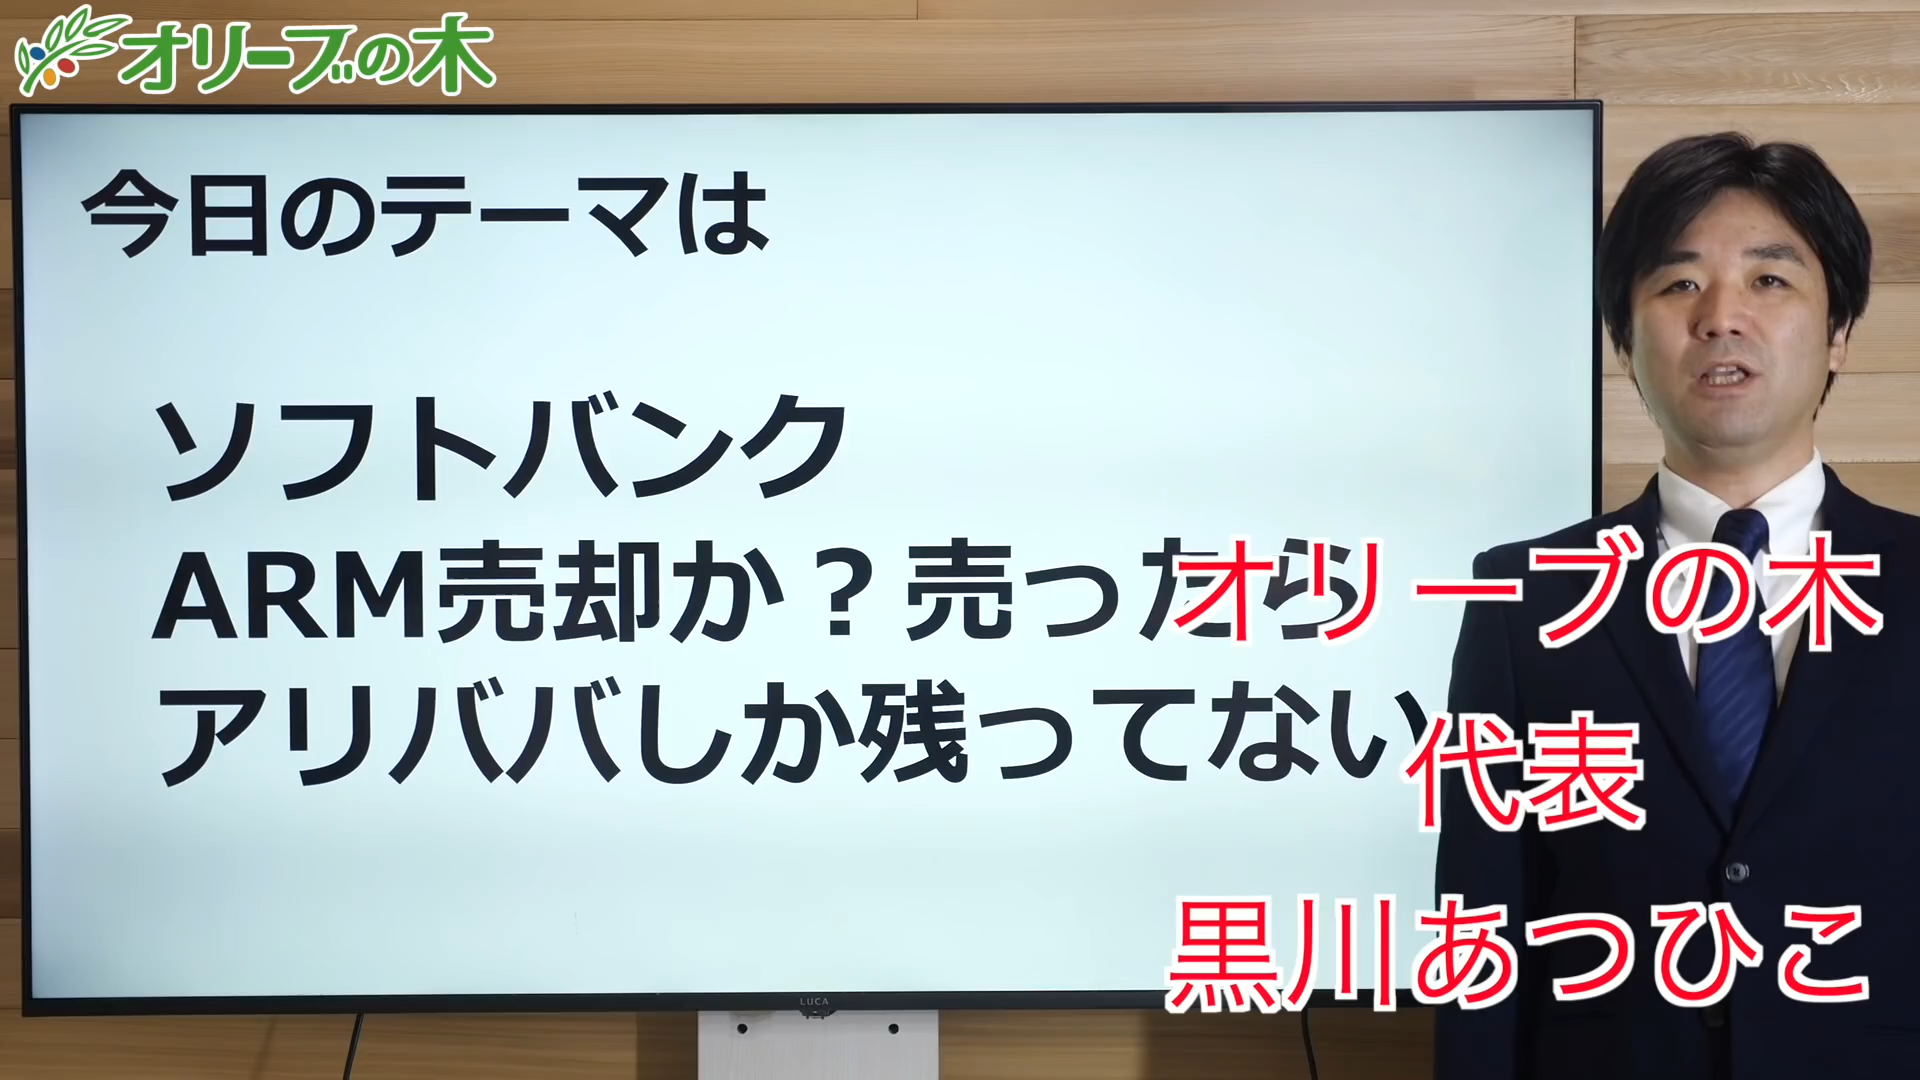 オリーブの木
今日のテーマは
ソフトバンク
ARM売却か？売ったら
アリババしか残ってない
オリーブの木
代表
黒川あつひこ
LUCA